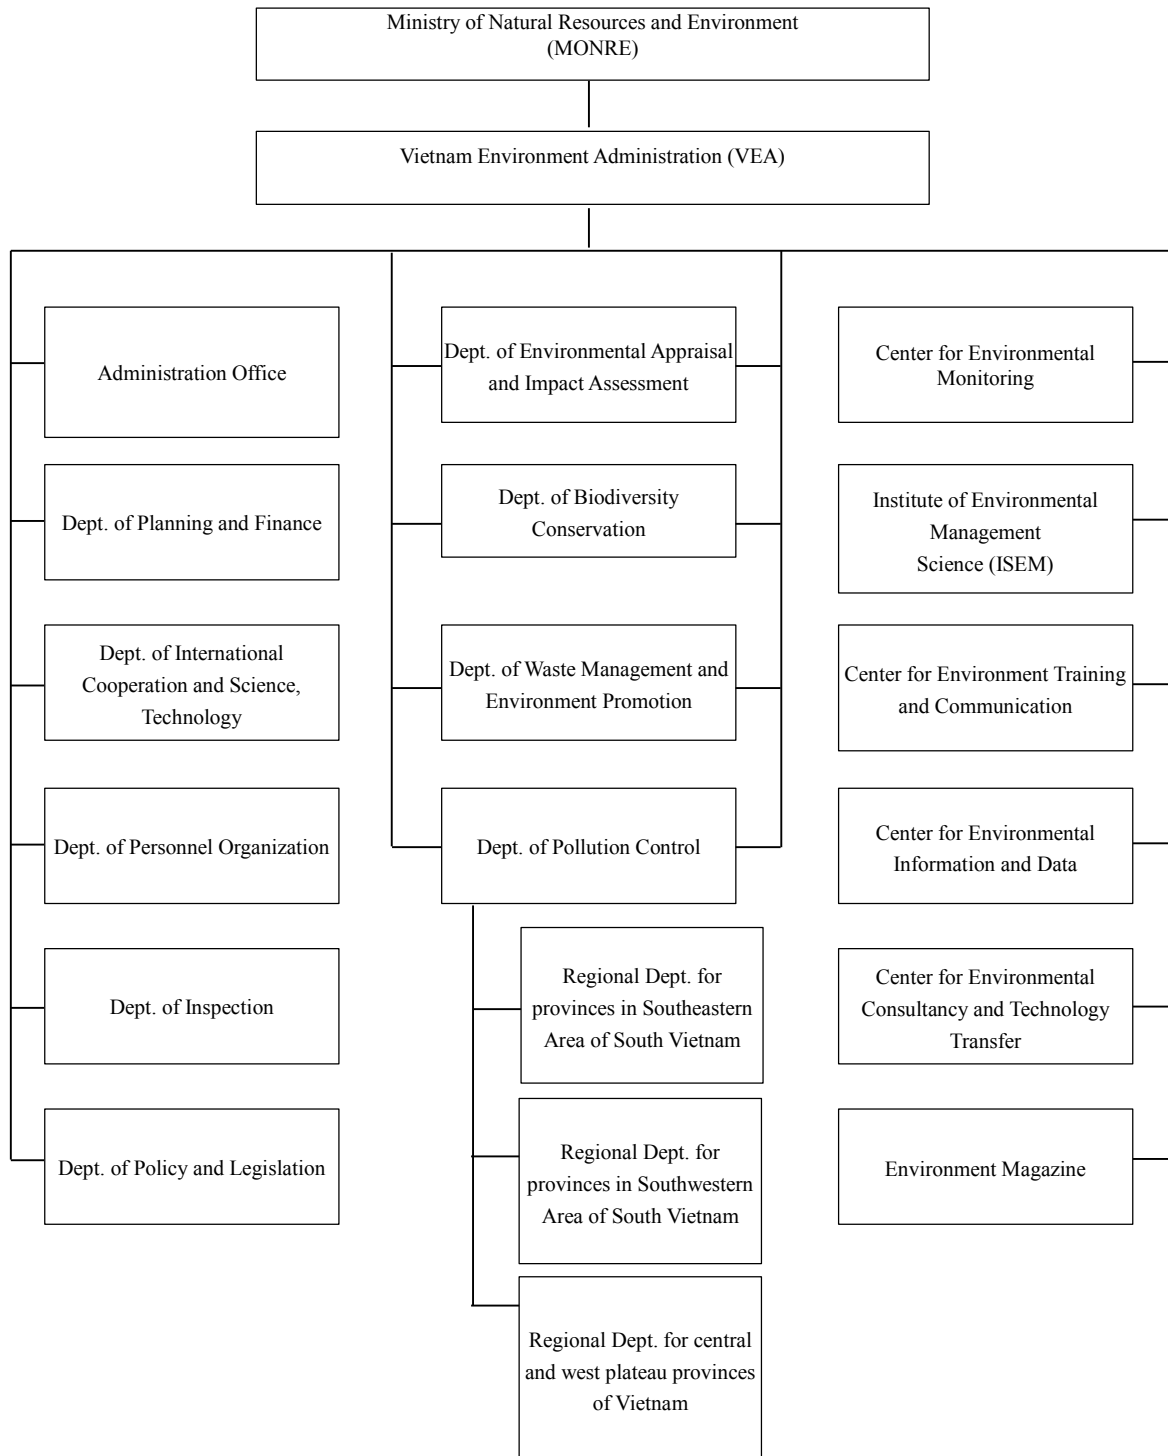 Ministry of Natural Resources and Environment
(MONRE)
Vietnam Environment Administration (VEA)
Administration Office
Dept. of Planning and Finance
Dept. of International
Cooperation and Science,
Technology
Dept. of Personnel Organization
Dept. of Inspection
Dept. of Policy and Legislation
Dept. of Environmental Appraisal
and Impact Assessment
Dept. of Biodiversity
Conservation
Dept. of Waste Management and
Environment Promotion
Dept. of Pollution Control
Regional Dept. for
provinces in Southeastern
Area of South Vietnam
Regional Dept. for
provinces in Southwestern
Area of South Vietnam
Regional Dept. for central
and west plateau provinces
of Vietnam
Center for Environmental
Monitoring
Institute of Environmental
Management
Science (ISEM)
Center for Environment Training
and Communication
Center for Environmental
Information and Data
Center for Environmental
Consultancy and Technology
Transfer
Environment Magazine